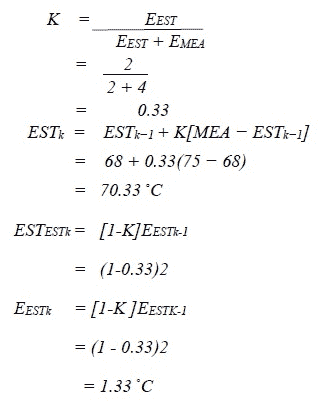 K = EEST
EEST + EMEA
= 2
2 + 4
= 0.33
ESTk = ESTk−1 + K[MEA − ESTk−1]
= 68 + 0.33(75 − 68)
= 70.33 ˚C
ESTESTk = [1-K]EESTk-1
= (1-0.33)2
EESTk = [1-K ]EESTK-1
= (1 - 0.33)2
= 1.33 ˚C